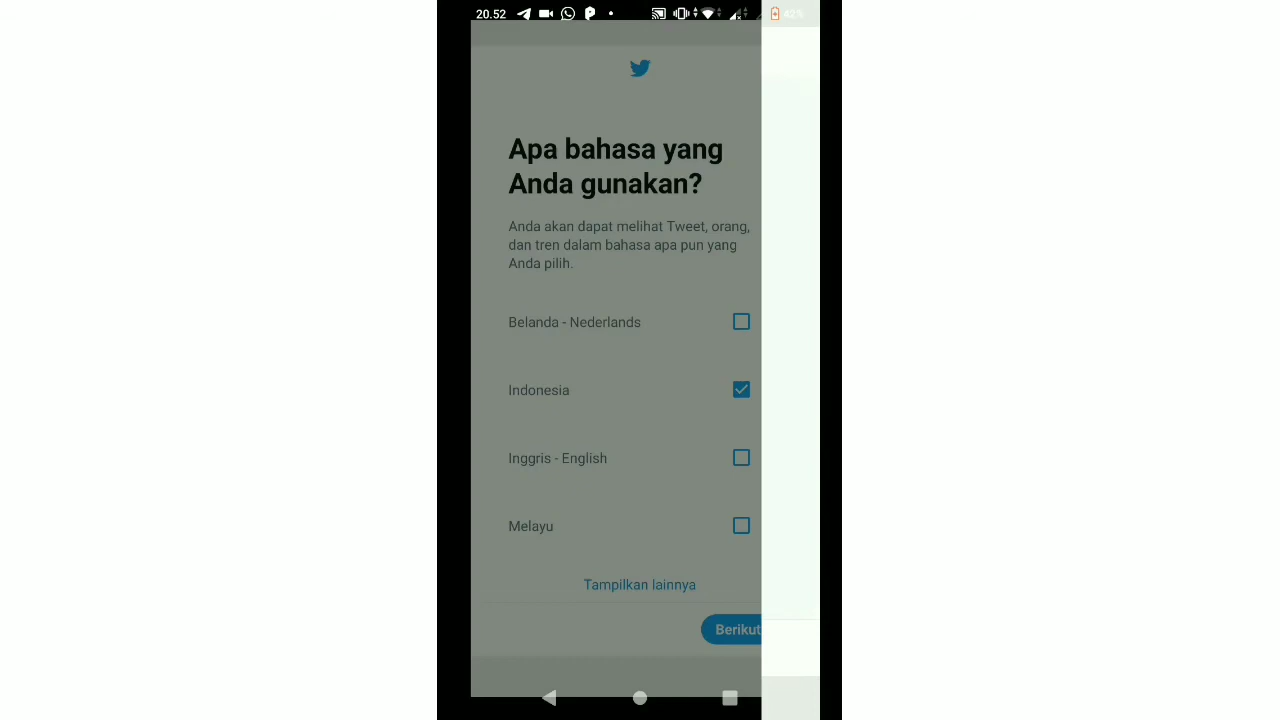 20.52
42%
Apa bahasa yang
Anda gunakan?
Anda akan dapat melihat Tweet, orang,
dan tren dalam bahasa apa pun yang
Anda pilih.
Belanda - Nederlands
Indonesia
Inggris - English
Melayu
Tampilkan lainnya
Berikut